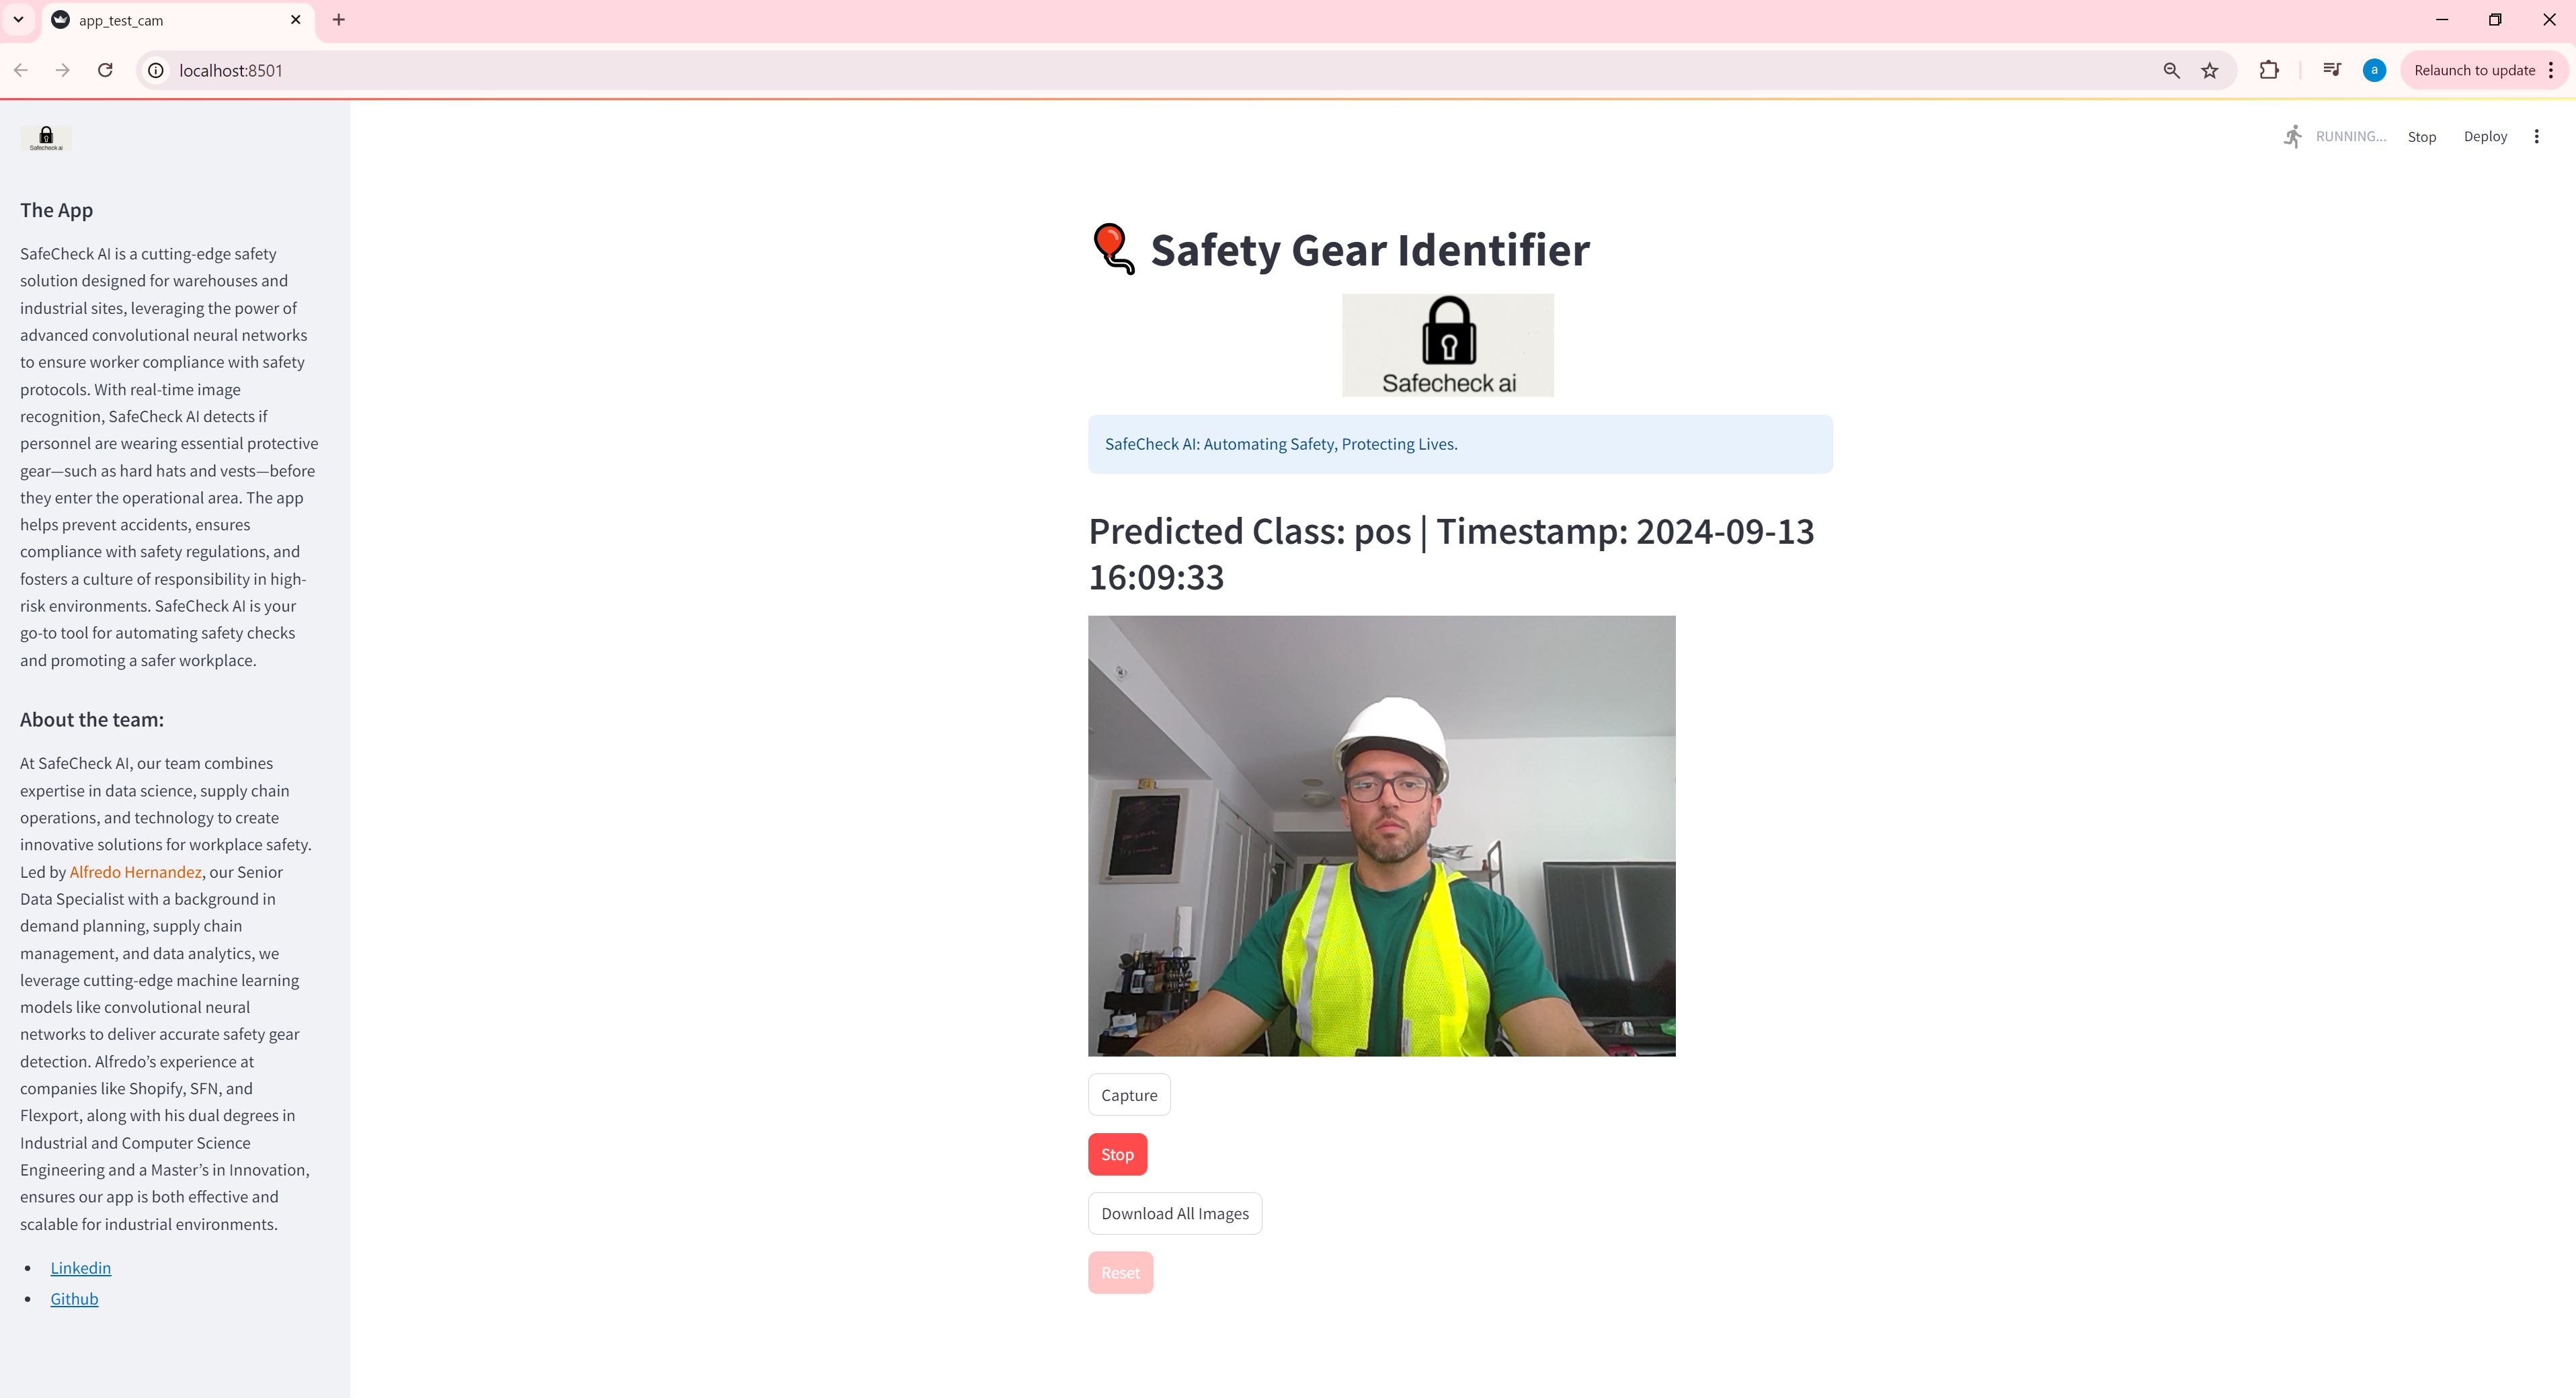 app_test_cam
localhost:8501
a
Relaunch to update
Safecheck ai
RUNNING...
Stop
Deploy
The App
SafeCheck AI is a cutting-edge safety
solution designed for warehouses and
industrial sites, leveraging the power of
advanced convolutional neural networks
to ensure worker compliance with safety
protocols. With real-time image
recognition, SafeCheck AI detects if
personnel are wearing essential protective
gear—such as hard hats and vests—before
they enter the operational area. The app
helps prevent accidents, ensures
compliance with safety regulations, and
fosters a culture of responsibility in high-
risk environments. SafeCheck AI is your
go-to tool for automating safety checks
and promoting a safer workplace.
About the team:
At SafeCheck AI, our team combines
expertise in data science, supply chain
operations, and technology to create
innovative solutions for workplace safety.
Led by Alfredo Hernandez, our Senior
Data Specialist with a background in
demand planning, supply chain
management, and data analytics, we
leverage cutting-edge machine learning
models like convolutional neural
networks to deliver accurate safety gear
detection. Alfredo’s experience at
companies like Shopify, SFN, and
Flexport, along with his dual degrees in
Industrial and Computer Science
Engineering and a Master’s in Innovation,
ensures our app is both effective and
scalable for industrial environments.
Linkedin
Github
Safety Gear Identifier
Safecheck ai
SafeCheck AI: Automating Safety, Protecting Lives.
Predicted Class: pos | Timestamp: 2024-09-13
16:09:33
Capture
Stop
Download All Images
Reset